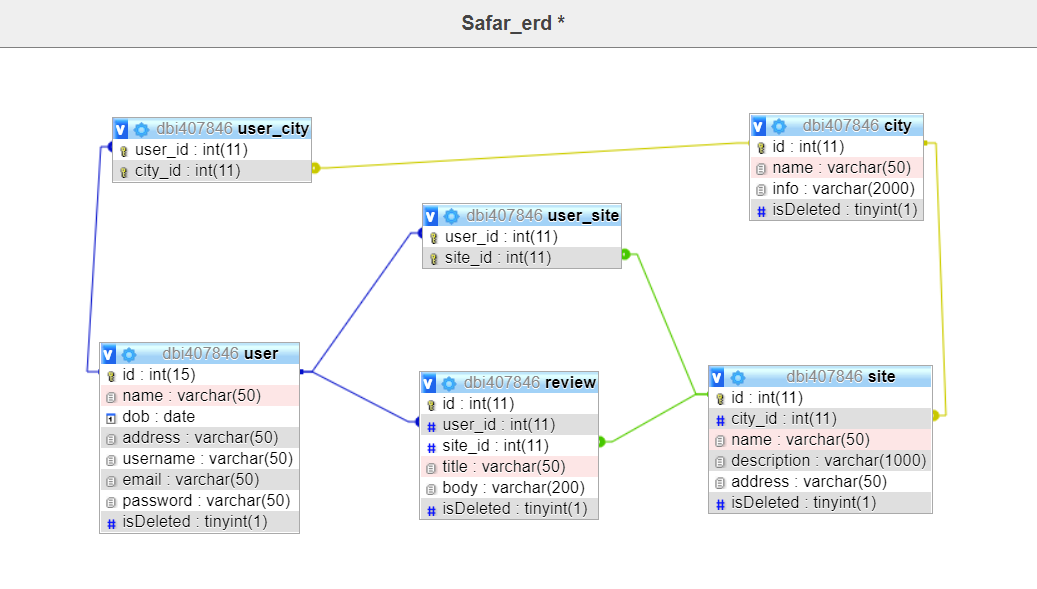 Safar_erd *
v dbi407846 user_city
user_id : int(11)
city_id : int(11)
v dbi407846 city
id : int(11)
name : varchar(50)
info : varchar(2000)
# isDeleted : tinyint(1)
v dbi407846 user_site
user_id : int(11)
site_id : int(11)
v dbi407846 user
id : int(15)
name : varchar(50)
dob : date
address : varchar(50)
username : varchar(50)
email : varchar(50)
password : varchar(50)
# isDeleted : tinyint(1)
v dbi407846 review
id : int(11)
# user_id : int(11)
# site_id : int(11)
title : varchar(50)
body : varchar(200)
# isDeleted : tinyint(1)
v dbi407846 site
id : int(11)
# city_id : int(11)
name : varchar(50)
description : varchar(1000)
address : varchar(50)
# isDeleted : tinyint(1)